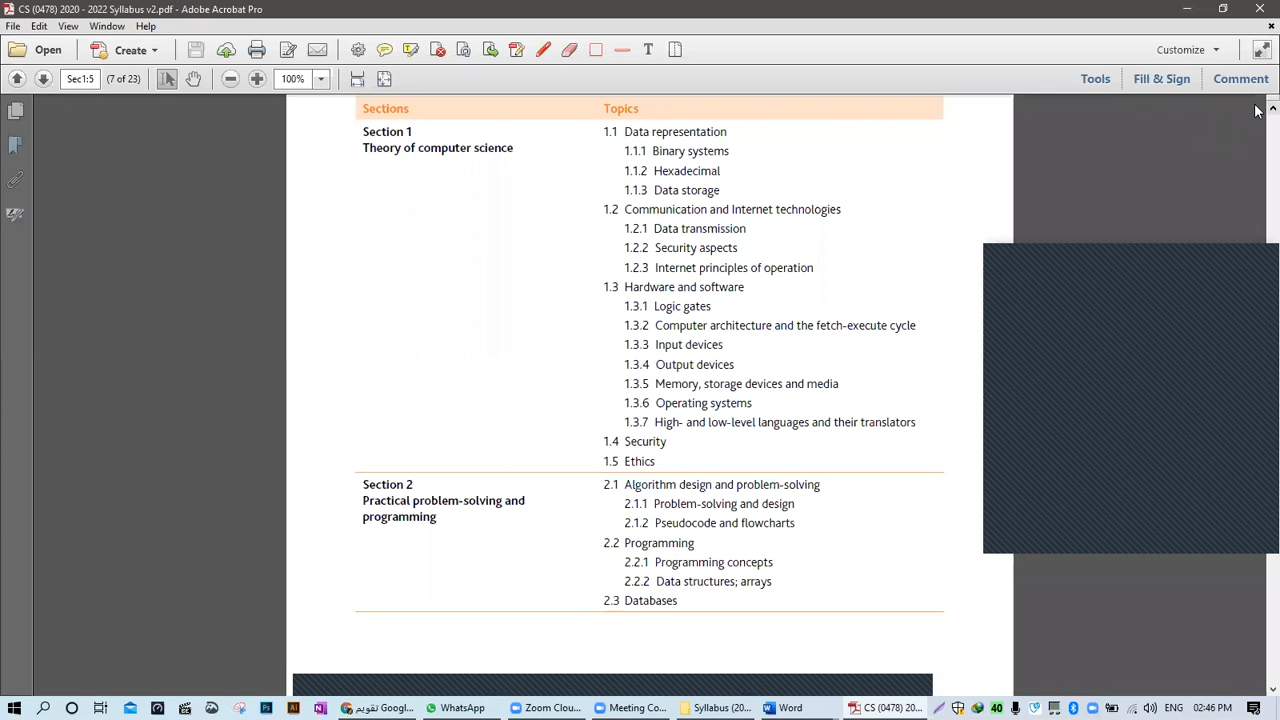 CS (0478) 2020 - 2022 Syllabus v2.pdf - Adobe Acrobat Pro
File Edit View Window Help
Open Create Customize
Sec1:5 (7 of 23) 100% Tools Fill & Sign Comment
Sections Topics
Section 1 1.1 Data representation
Theory of computer science
1.1.1 Binary systems
1.1.2 Hexadecimal
1.1.3 Data storage
1.2 Communication and Internet technologies
1.2.1 Data transmission
1.2.2 Security aspects
1.2.3 Internet principles of operation
1.3 Hardware and software
1.3.1 Logic gates
1.3.2 Computer architecture and the fetch-execute cycle
1.3.3 Input devices
1.3.4 Output devices
1.3.5 Memory, storage devices and media
1.3.6 Operating systems
1.3.7 High- and low-level languages and their translators
1.4 Security
1.5 Ethics
Section 2 2.1 Algorithm design and problem-solving
Practical problem-solving and
programming
2.1.1 Problem-solving and design
2.1.2 Pseudocode and flowcharts
2.2 Programming
2.2.1 Programming concepts
2.2.2 Data structures; arrays
2.3 Databases
تقويم Googl... WhatsApp Zoom Clou... Meeting Co... Syllabus (20... Word CS (0478) 20... 40 ENG 02:46 PM